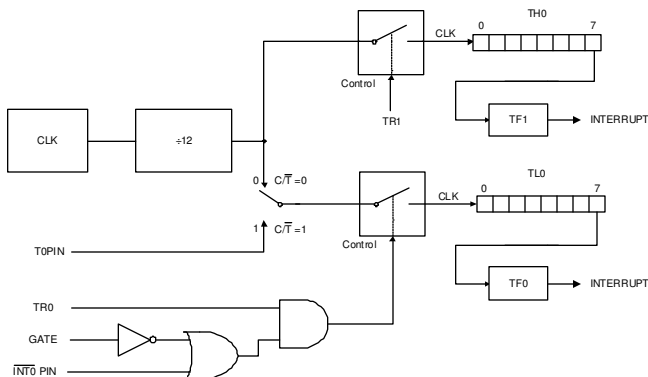 TH0
0 7
CLK
Control
TR1
TF1 INTERRUPT
CLK ÷12
0 C/T̅=0
1 C/T̅=1
T0PIN
CLK
Control
TL0
0 7
TF0 INTERRUPT
TR0
GATE
I̅N̅T̅0̅ PIN